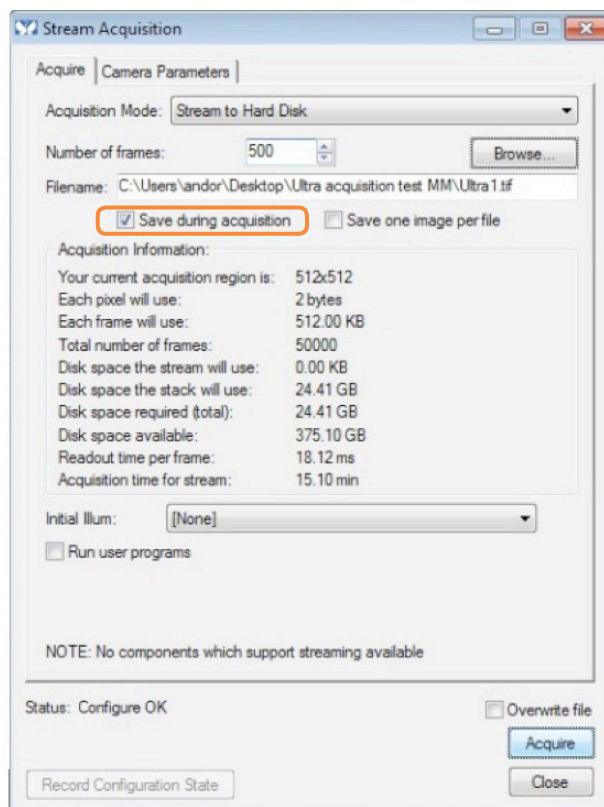 Stream Acquisition
Acquire Camera Parameters
Acquisition Mode: Stream to Hard Disk
Number of frames: 500 Browse...
Filename: C:\Users\andor\Desktop\Ultra acquisition test MM\Ultra1.tif
Save during acquisition Save one image per file
Acquisition Information:
Your current acquisition region is: 512x512
Each pixel will use: 2 bytes
Each frame will use: 512.00 KB
Total number of frames: 50000
Disk space the stream will use: 0.00 KB
Disk space the stack will use: 24.41 GB
Disk space required (total): 24.41 GB
Disk space available: 375.10 GB
Readout time per frame: 18.12 ms
Acquisition time for stream: 15.10 min
Initial Illum: [None]
Run user programs
NOTE: No components which support streaming available
Status: Configure OK
Overwrite file
Acquire
Record Configuration State Close